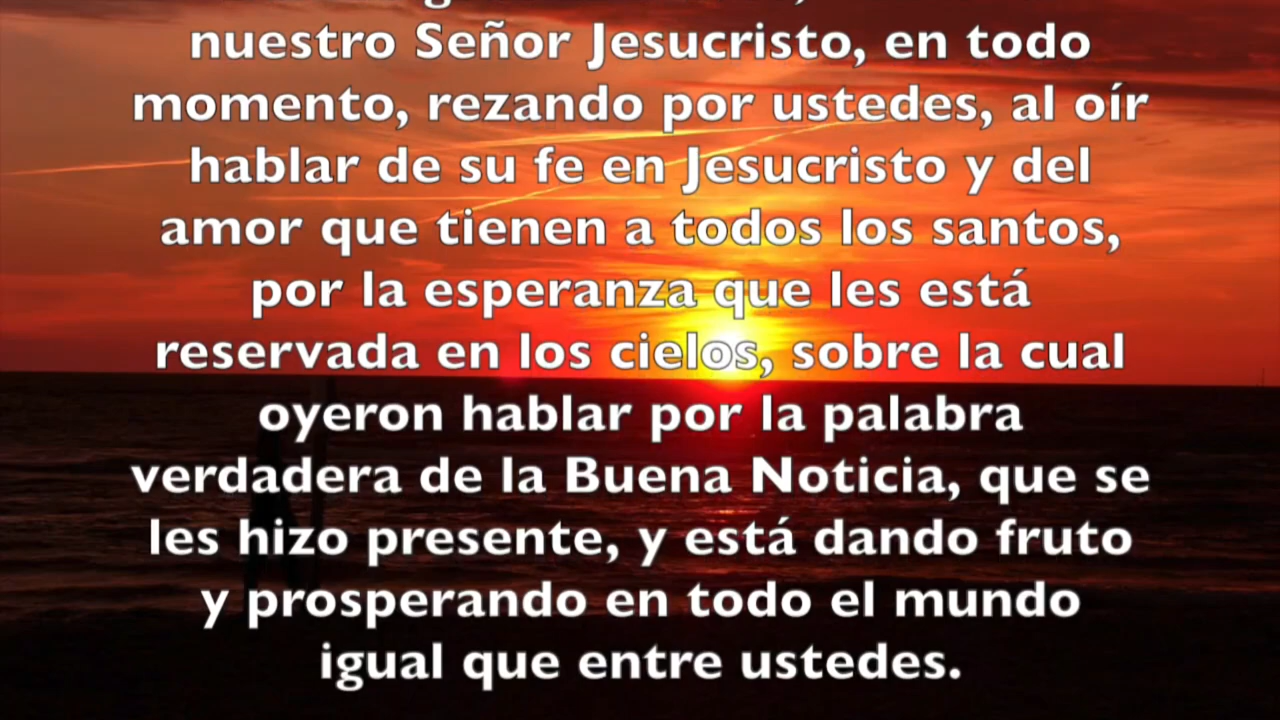 nuestro Señor Jesucristo, en todo
momento, rezando por ustedes, al oír
hablar de su fe en Jesucristo y del
amor que tienen a todos los santos,
por la esperanza que les está
reservada en los cielos, sobre la cual
oyeron hablar por la palabra
verdadera de la Buena Noticia, que se
les hizo presente, y está dando fruto
y prosperando en todo el mundo
igual que entre ustedes.